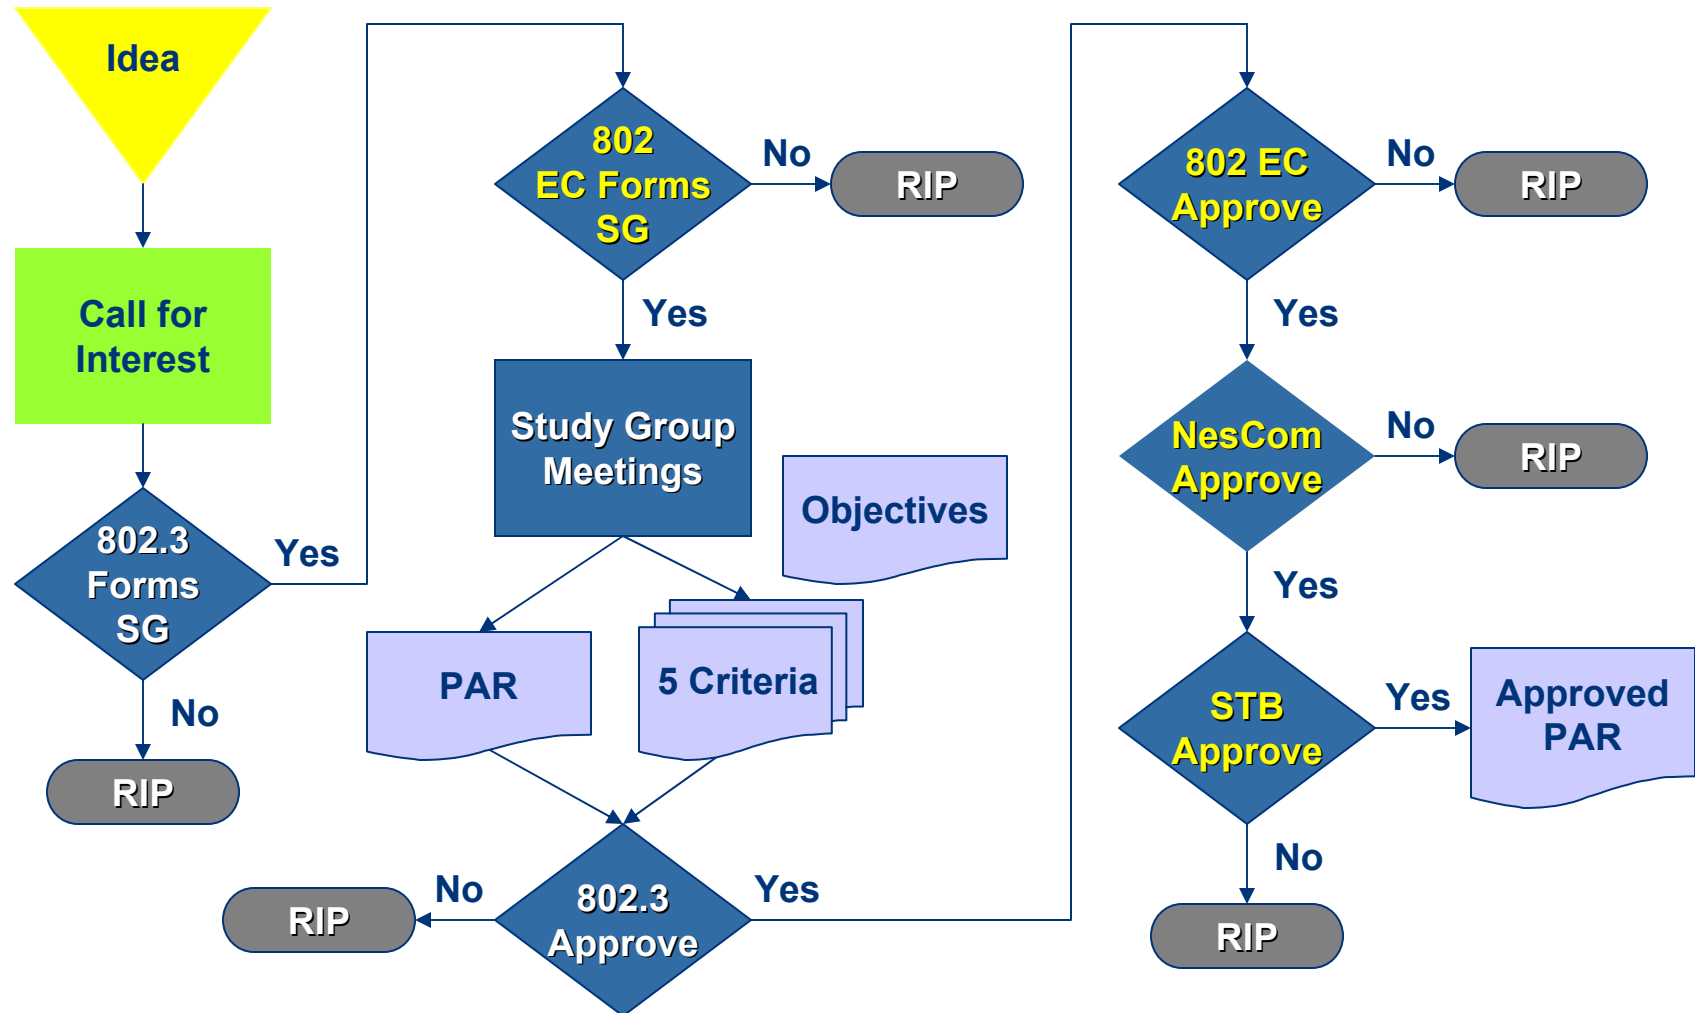 Idea
Call for
Interest
802.3
Forms
SG
Yes
No
RIP
802
EC Forms
SG
No
RIP
Yes
Study Group
Meetings
Objectives
PAR
5 Criteria
802.3
Approve
No
RIP
Yes
802 EC
Approve
No
RIP
Yes
NesCom
Approve
No
RIP
Yes
STB
Approve
Yes
Approved
PAR
No
RIP